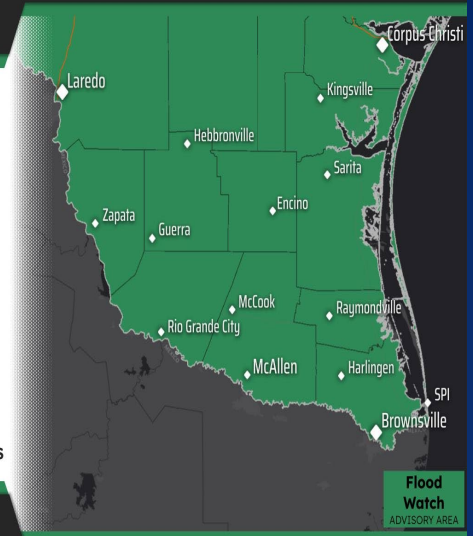 Corpus Christi
Laredo
Kingsville
Hebbronville
Sarita
Encino
Zapata
Guerra
McCook
Raymondville
Rio Grande City
McAllen
Harlingen
SPI
Brownsville
s
Flood
Watch
ADVISORY AREA